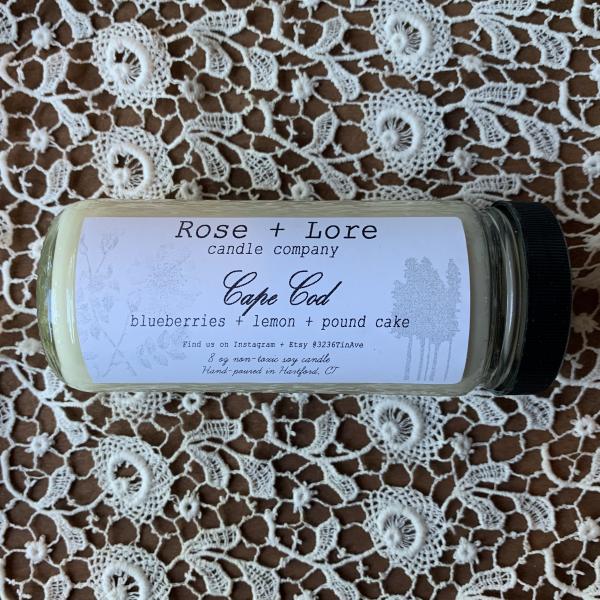 Rose + Lore
candle company
Cape Cod
blueberries + lemon + pound cake
Find us on Instagram + Etsy @3236TinAve
8 oz non-toxic soy candle
Hand-poured in Hartford, CT